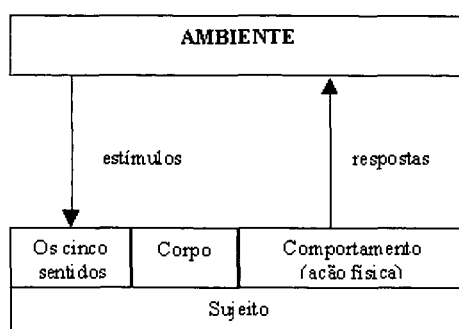 AMBIENTE
estímulos
respostas
Os cinco
sentidos
Corpo
Comportamento
(ação física)
Sujeito